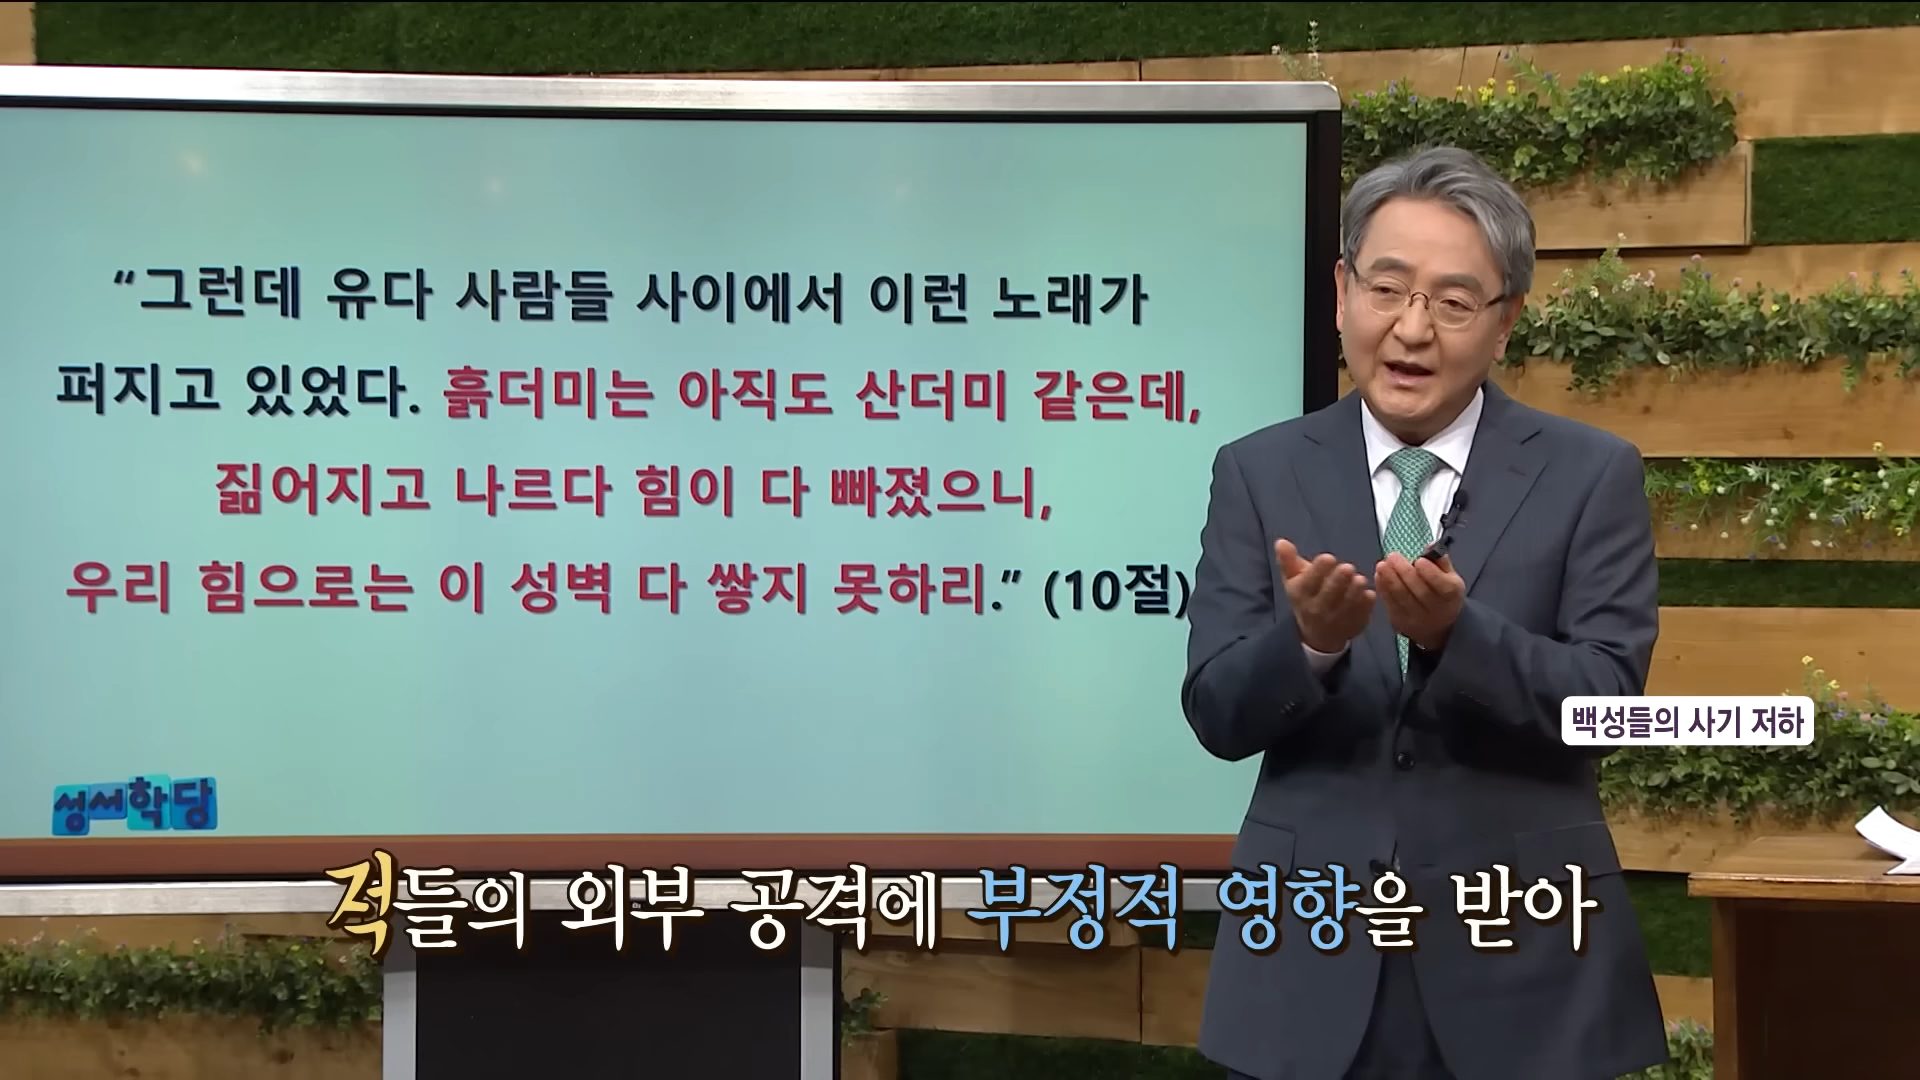 “그런데 유다 사람들 사이에서 이런 노래가
퍼지고 있었다. 흙더미는 아직도 산더미 같은데,
짊어지고 나르다 힘이 다 빠졌으니,
우리 힘으로는 이 성벽 다 쌓지 못하리.” (10절)
백성들의 사기 저하
성서학당
적들의 외부 공격에 부정적 영향을 받아